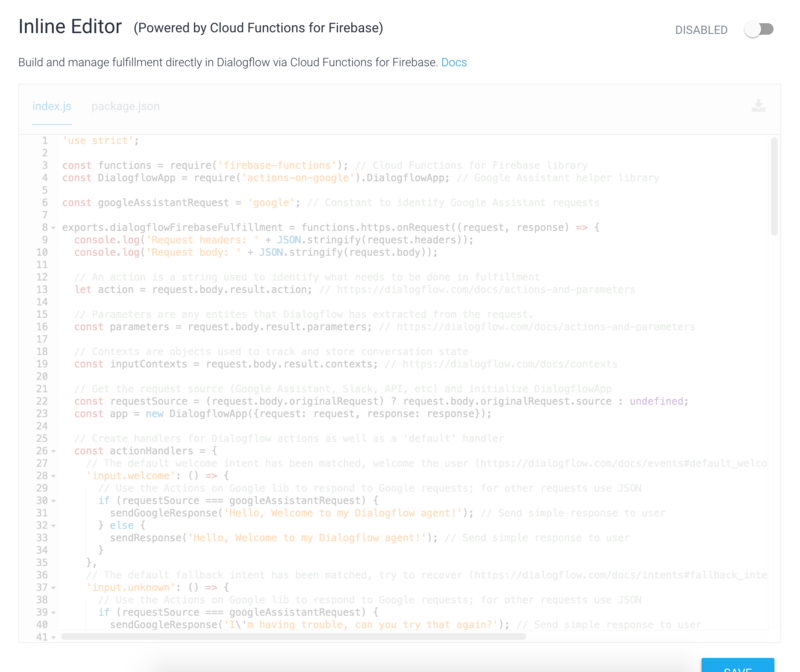 Inline Editor (Powered by Cloud Functions for Firebase) DISABLED
Build and manage fulfillment directly in Dialogflow via Cloud Functions for Firebase. Docs
index.js package.json
1 'use strict';
2
3 const functions = require('firebase-functions'); // Cloud Functions for Firebase library
4 const DialogflowApp = require('actions-on-google').DialogflowApp; // Google Assistant helper library
5
6 const googleAssistantRequest = 'google'; // Constant to identify Google Assistant requests
7
8 exports.dialogflowFirebaseFulfillment = functions.https.onRequest((request, response) => {
9 console.log('Request headers: ' + JSON.stringify(request.headers));
10 console.log('Request body: ' + JSON.stringify(request.body));
11
12 // An action is a string used to identify what needs to be done in fulfillment
13 let action = request.body.result.action; // https://dialogflow.com/docs/actions-and-parameters
14
15 // Parameters are any entites that Dialogflow has extracted from the request.
16 const parameters = request.body.result.parameters; // https://dialogflow.com/docs/actions-and-parameters
17
18 // Contexts are objects used to track and store conversation state
19 const inputContexts = request.body.result.contexts; // https://dialogflow.com/docs/contexts
20
21 // Get the request source (Google Assistant, Slack, API, etc) and initialize DialogflowApp
22 const requestSource = (request.body.originalRequest) ? request.body.originalRequest.source : undefined;
23 const app = new DialogflowApp({request: request, response: response});
24
25 // Create handlers for Dialogflow actions as well as a 'default' handler
26 const actionHandlers = {
27 // The default welcome intent has been matched, welcome the user (https://dialogflow.com/docs/events#default_welco
28 'input.welcome': () => {
29 // Use the Actions on Google lib to respond to Google requests; for other requests use JSON
30 if (requestSource === googleAssistantRequest) {
31 sendGoogleResponse('Hello, Welcome to my Dialogflow agent!'); // Send simple response to user
32 } else {
33 sendResponse('Hello, Welcome to my Dialogflow agent!'); // Send simple response to user
34 }
35 },
36 // The default fallback intent has been matched, try to recover (https://dialogflow.com/docs/intents#fallback_inte
37 'input.unknown': () => {
38 // Use the Actions on Google lib to respond to Google requests; for other requests use JSON
39 if (requestSource === googleAssistantRequest) {
40 sendGoogleResponse('I\'m having trouble, can you try that again?'); // Send simple response to user
41
SAVE